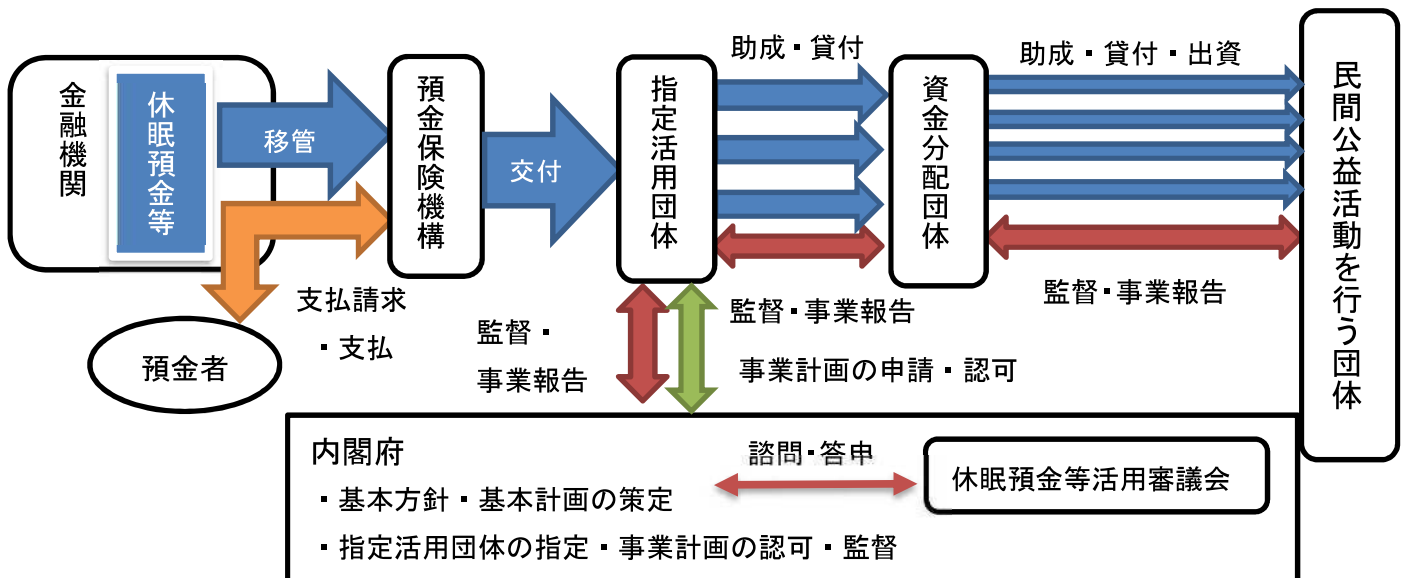 金融機関
休眠預金等
移管
預金保険機構
交付
指定活用団体
助成・貸付
資金分配団体
助成・貸付・出資
民間公益活動を行う団体
支払請求
・支払
預金者
監督・
事業報告
監督・事業報告
事業計画の申請・認可
監督・事業報告
内閣府
・基本方針・基本計画の策定
・指定活用団体の指定・事業計画の認可・監督
諮問・答申
休眠預金等活用審議会